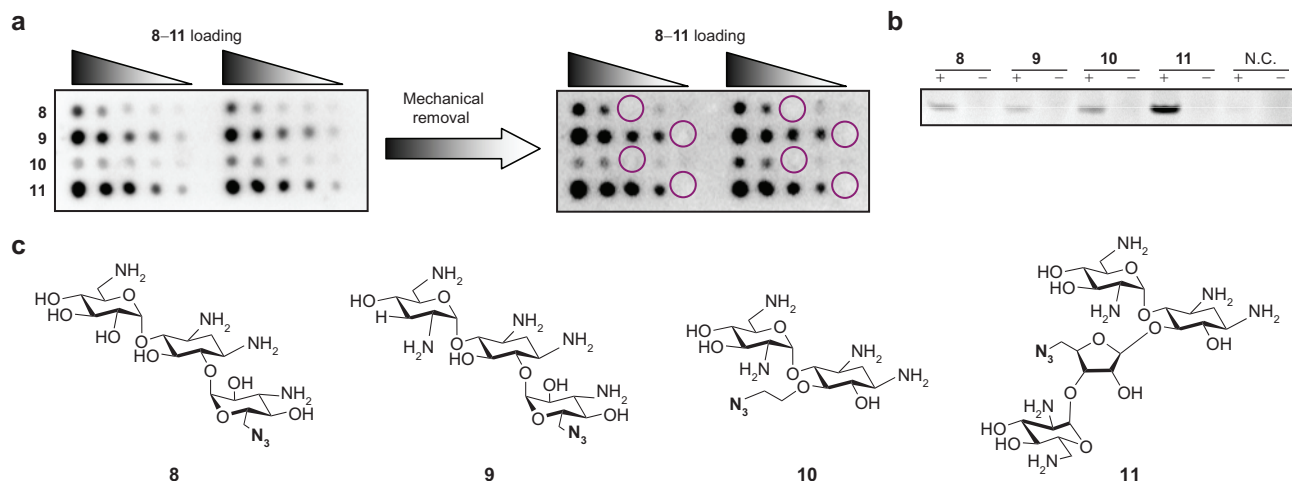 a
8–11 loading
8
9
10
11
Mechanical
removal
8–11 loading
b
8 9 10 11 N.C.
+ – + – + – + – + –
c
NH2
HO
HO
O
HO
O
NH2
HO
NH2
O
OH
NH2
O
OH
N3
8
NH2
HO
O
H
H2N
O
NH2
HO
NH2
O
OH
NH2
O
OH
N3
9
NH2
HO
O
HO
H2N
O
NH2
O
NH2
N3
OH
10
NH2
HO
O
HO
NH2
O
NH2
NH2
O
OH
N3
O
O
OH
H2N
HO
HO
O
H2N
11